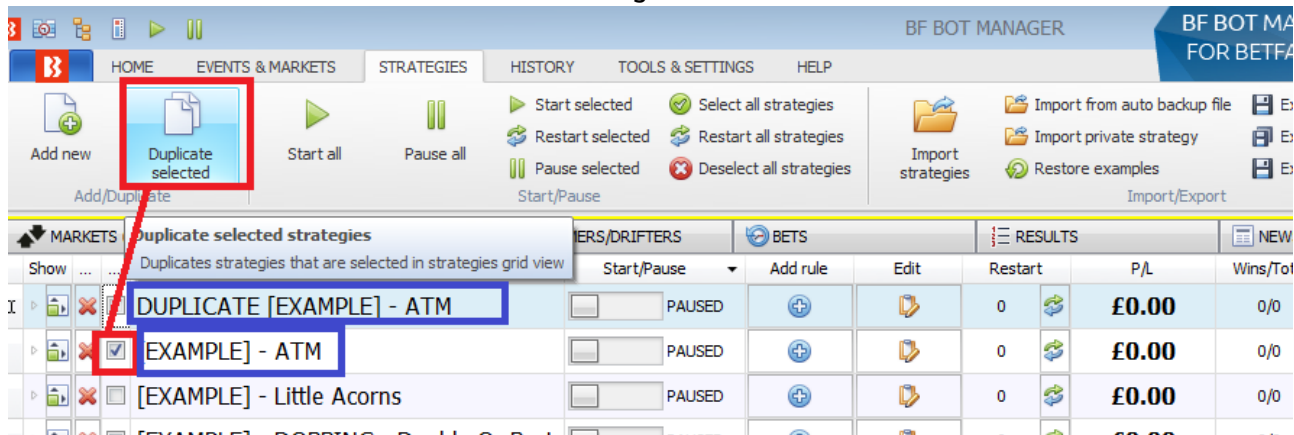 BF BOT MANAGER
BF BOT MA
FOR BETFA
HOME EVENTS & MARKETS STRATEGIES HISTORY TOOLS & SETTINGS HELP
Add new
Duplicate selected
Start all
Pause all
Start selected
Restart selected
Pause selected
Select all strategies
Restart all strategies
Deselect all strategies
Import strategies
Import from auto backup file
Import private strategy
Restore examples
Add/Duplicate
Start/Pause
Import/Export
MARKETS
Duplicate selected strategies
Duplicates strategies that are selected in strategies grid view
MERS/DRIFTERS
BETS
RESULTS
NEW
Show ... ... Start/Pause Add rule Edit Restart P/L Wins/Tot
DUPLICATE [EXAMPLE] - ATM PAUSED 0 £0.00 0/0
[EXAMPLE] - ATM PAUSED 0 £0.00 0/0
[EXAMPLE] - Little Acorns PAUSED 0 £0.00 0/0